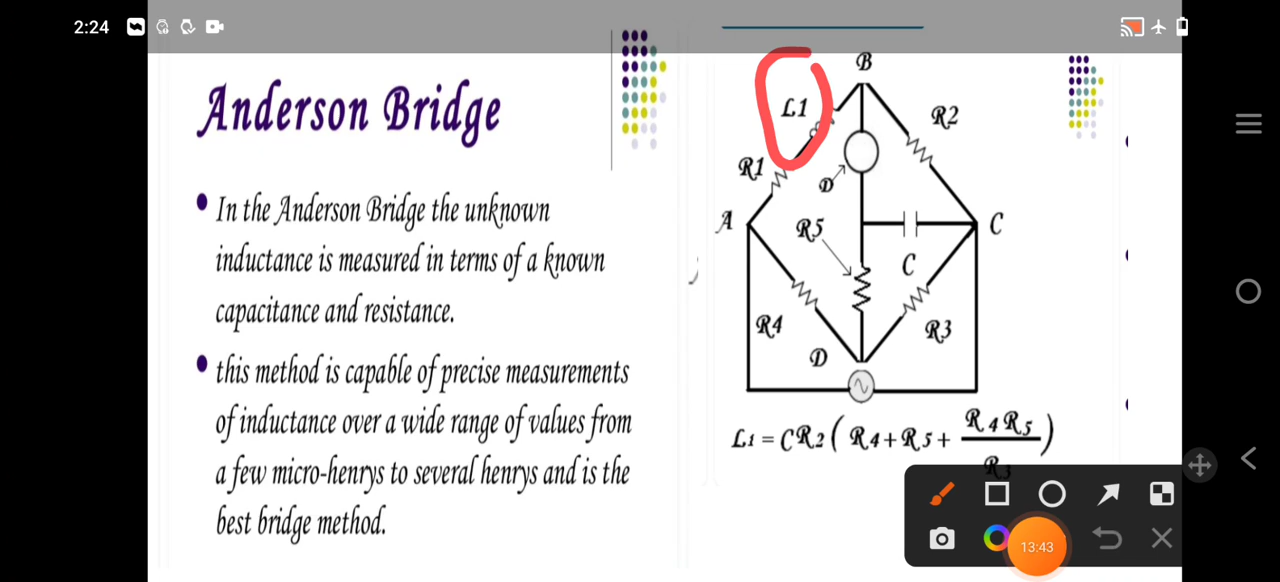 2:24
Anderson Bridge
• In the Anderson Bridge the unknown
inductance is measured in terms of a known
capacitance and resistance.
• this method is capable of precise measurements
of inductance over a wide range of values from
a few micro-henrys to several henrys and is the
best bridge method.
B
L1
R2
R1
D
A
R5
C
C
R4
R3
D
L1 = CR2 ( R4 + R5 + R4R5 / R3 )
13:43